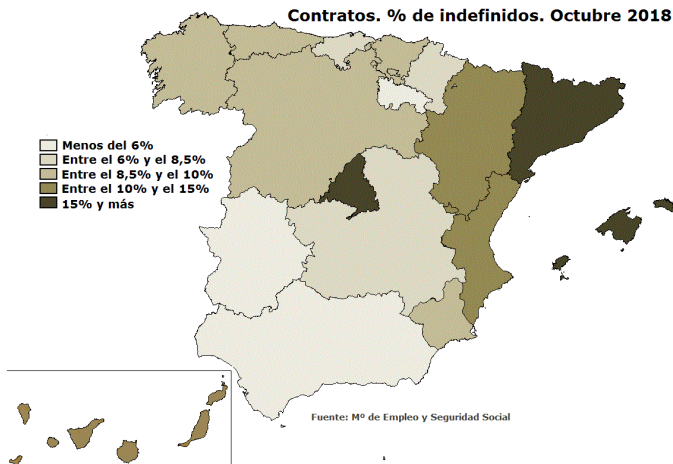 Contratos. % de indefinidos. Octubre 2018
Menos del 6%
Entre el 6% y el 8,5%
Entre el 8,5% y el 10%
Entre el 10% y el 15%
15% y más
Fuente: Mº de Empleo y Seguridad Social